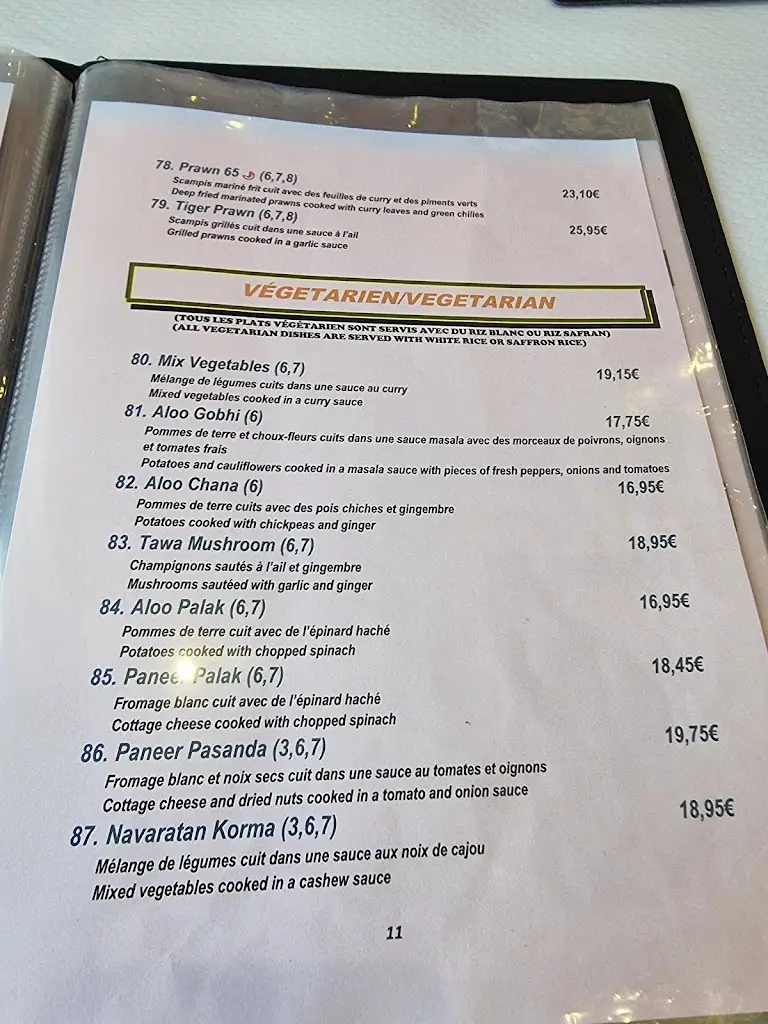 78. Prawn 65 (6,7,8)
Scampis mariné frit cuit avec des feuilles de curry et des piments verts
23,10€
Deep fried marinated prawns cooked with curry leaves and green chilies
79. Tiger Prawn (6,7,8)
25,95€
Scampis grillés cuit dans une sauce à l'ail
Grilled prawns cooked in a garlic sauce
VÉGETARIEN/VEGETARIAN
(TOUS LES PLATS VÉGÉTARIEN SONT SERVIS AVEC DU RIZ BLANC OU RIZ SAFRAN)
(ALL VEGETARIAN DISHES ARE SERVED WITH WHITE RICE OR SAFFRON RICE)
80. Mix Vegetables (6,7)
19,15€
Mélange de légumes cuits dans une sauce au curry
Mixed vegetables cooked in a curry sauce
81. Aloo Gobhi (6)
17,75€
Pommes de terre et choux-fleurs cuits dans une sauce masala avec des morceaux de poivrons, oignons
et tomates frais
Potatoes and cauliflowers cooked in a masala sauce with pieces of fresh peppers, onions and tomatoes
82. Aloo Chana (6)
16,95€
Pommes de terre cuits avec des pois chiches et gingembre
Potatoes cooked with chickpeas and ginger
83. Tawa Mushroom (6,7)
18,95€
Champignons sautés à l'ail et gingembre
Mushrooms sautéed with garlic and ginger
84. Aloo Palak (6,7)
16,95€
Pommes de terre cuit avec de l'épinard haché
Potatoes cooked with chopped spinach
85. Paneer Palak (6,7)
18,45€
Fromage blanc cuit avec de l'épinard haché
Cottage cheese cooked with chopped spinach
86. Paneer Pasanda (3,6,7)
19,75€
Fromage blanc et noix secs cuit dans une sauce au tomates et oignons
Cottage cheese and dried nuts cooked in a tomato and onion sauce
87. Navaratan Korma (3,6,7)
18,95€
Mélange de légumes cuit dans une sauce aux noix de cajou
Mixed vegetables cooked in a cashew sauce
11